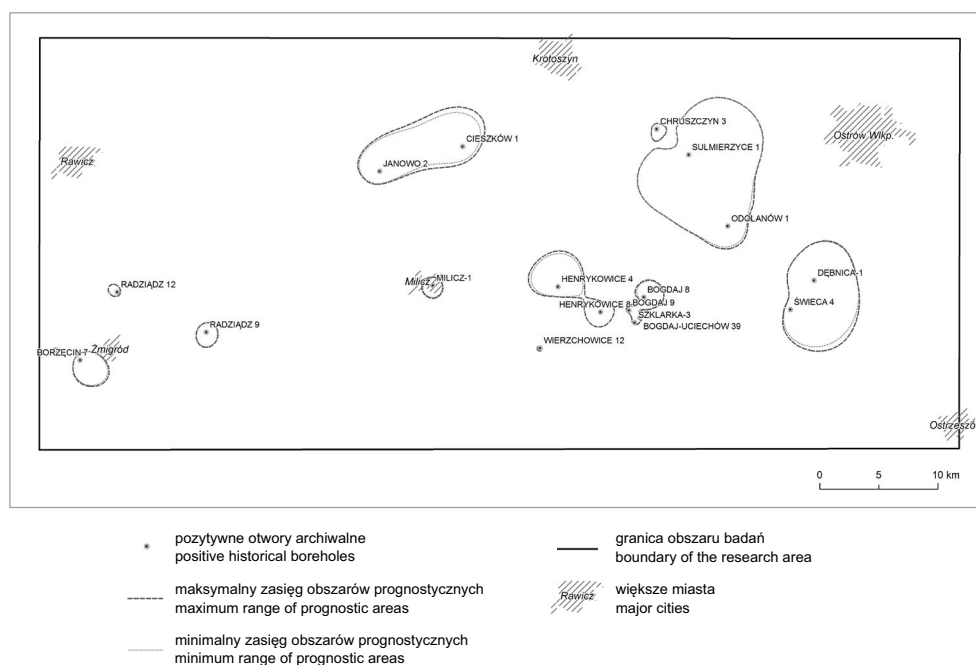 Krotoszyn
CHRUSZCZYN 3
Ostrów Wlkp.
CIESZKÓW 1
SULMIERZYCE 1
Rawicz
JANOWO 2
ODOLANÓW 1
DĘBNICA-1
HENRYKOWICE 4
Milicz
MILICZ-1
RADZIĄDZ 12
BOGDAJ 8
HENRYKOWICE 8
BOGDAJ 9
ŚWIECA 4
SZKLARKA-3
BOGDAJ-UCIECHÓW 39
RADZIĄDZ 9
WIERZCHOWICE 12
BORZĘCIN 7
Żmigród
Ostrzeszó
0 5 10 km
pozytywne otwory archiwalne
positive historical boreholes
maksymalny zasięg obszarów prognostycznych
maximum range of prognostic areas
minimalny zasięg obszarów prognostycznych
minimum range of prognostic areas
granica obszaru badań
boundary of the research area
Rawicz
większe miasta
major cities